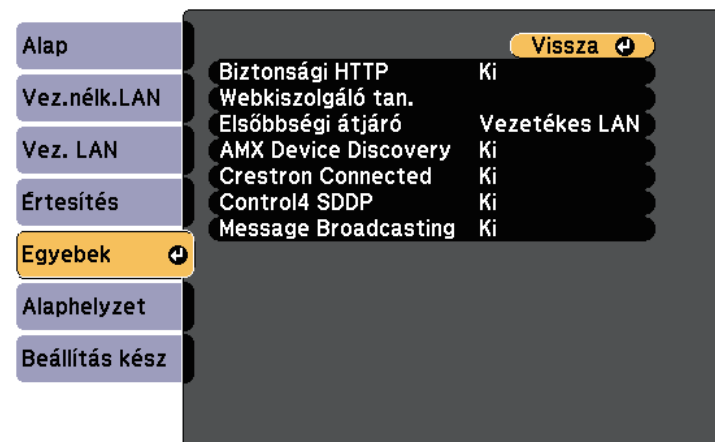 Alap
Vez.nélk.LAN
Vez. LAN
Értesítés
Egyebek
Alaphelyzet
Beállítás kész
Vissza
Biztonsági HTTP Ki
Webkiszolgáló tan.
Elsőbbségi átjáró Vezetékes LAN
AMX Device Discovery Ki
Crestron Connected Ki
Control4 SDDP Ki
Message Broadcasting Ki